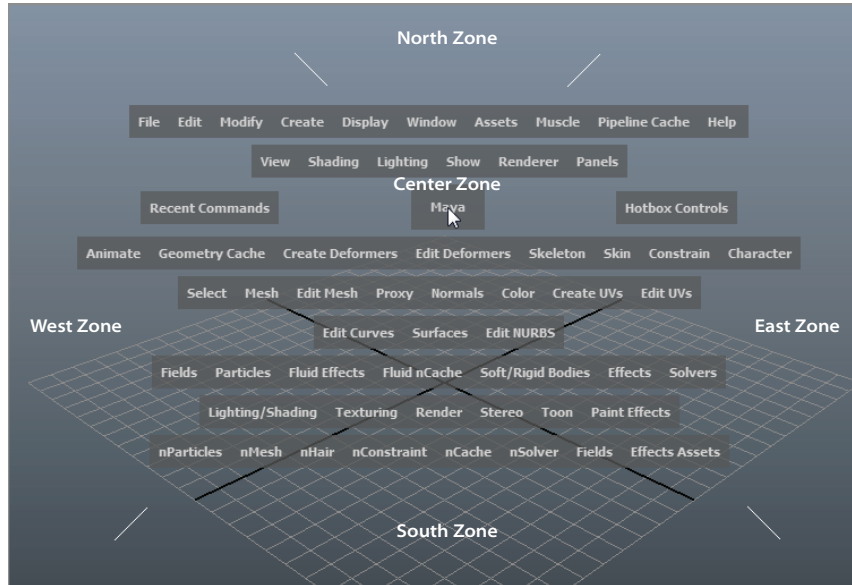 North Zone
File Edit Modify Create Display Window Assets Muscle Pipeline Cache Help
View Shading Lighting Show Renderer Panels
Center Zone
Recent Commands Maya Hotbox Controls
Animate Geometry Cache Create Deformers Edit Deformers Skeleton Skin Constrain Character
Select Mesh Edit Mesh Proxy Normals Color Create UVs Edit UVs
West Zone Edit Curves Surfaces Edit NURBS East Zone
Fields Particles Fluid Effects Fluid nCache Soft/Rigid Bodies Effects Solvers
Lighting/Shading Texturing Render Stereo Toon Paint Effects
nParticles nMesh nHair nConstraint nCache nSolver Fields Effects Assets
South Zone